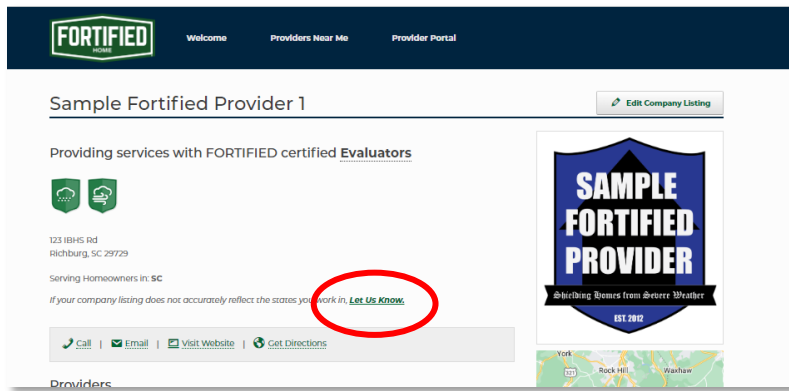 FORTIFIED
HOME
Welcome Providers Near Me Provider Portal
Sample Fortified Provider 1
Edit Company Listing
Providing services with FORTIFIED certified Evaluators
123 IBHS Rd
Richburg, SC 29729
Serving Homeowners in: SC
If your company listing does not accurately reflect the states you work in, Let Us Know.
Call | Email | Visit Website | Get Directions
Providers
SAMPLE
FORTIFIED
PROVIDER
Shielding Homes from Severe Weather
EST. 2012
York
321
Rock Hill
Waxhaw